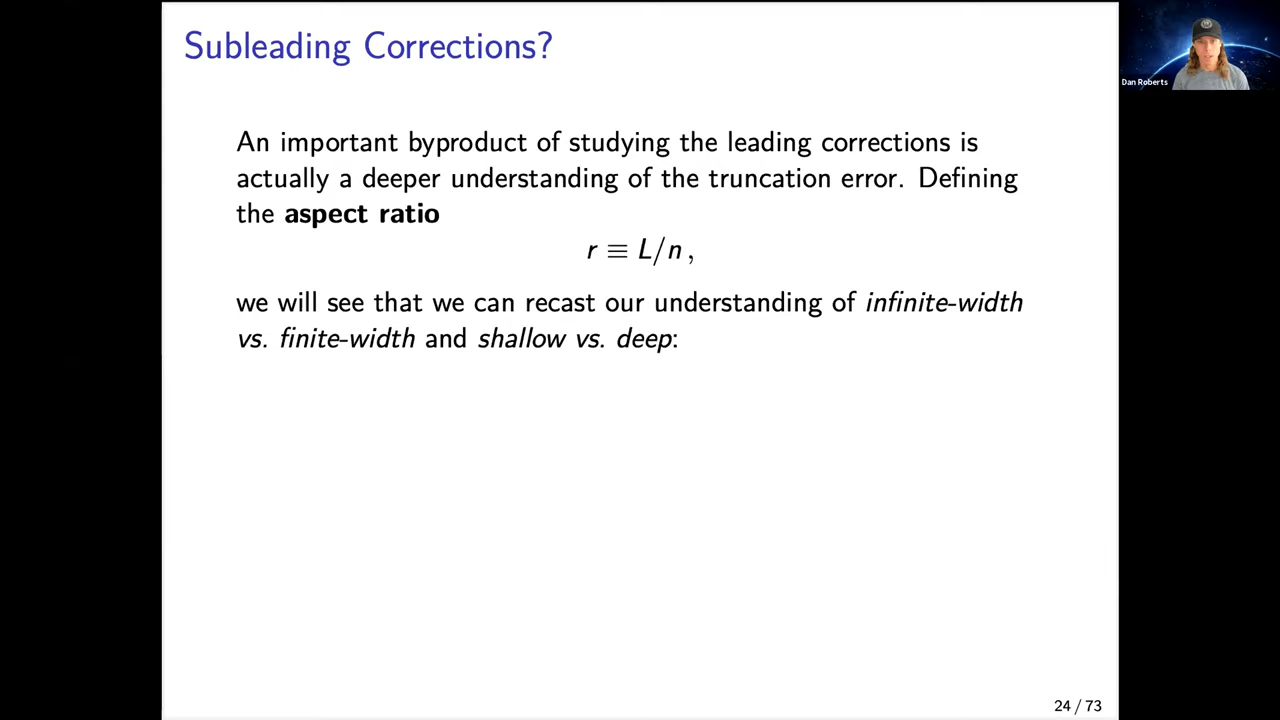 Subleading Corrections?
Dan Roberts
An important byproduct of studying the leading corrections is
actually a deeper understanding of the truncation error. Defining
the aspect ratio
r ≡ L/n ,
we will see that we can recast our understanding of infinite-width
vs. finite-width and shallow vs. deep:
24 / 73